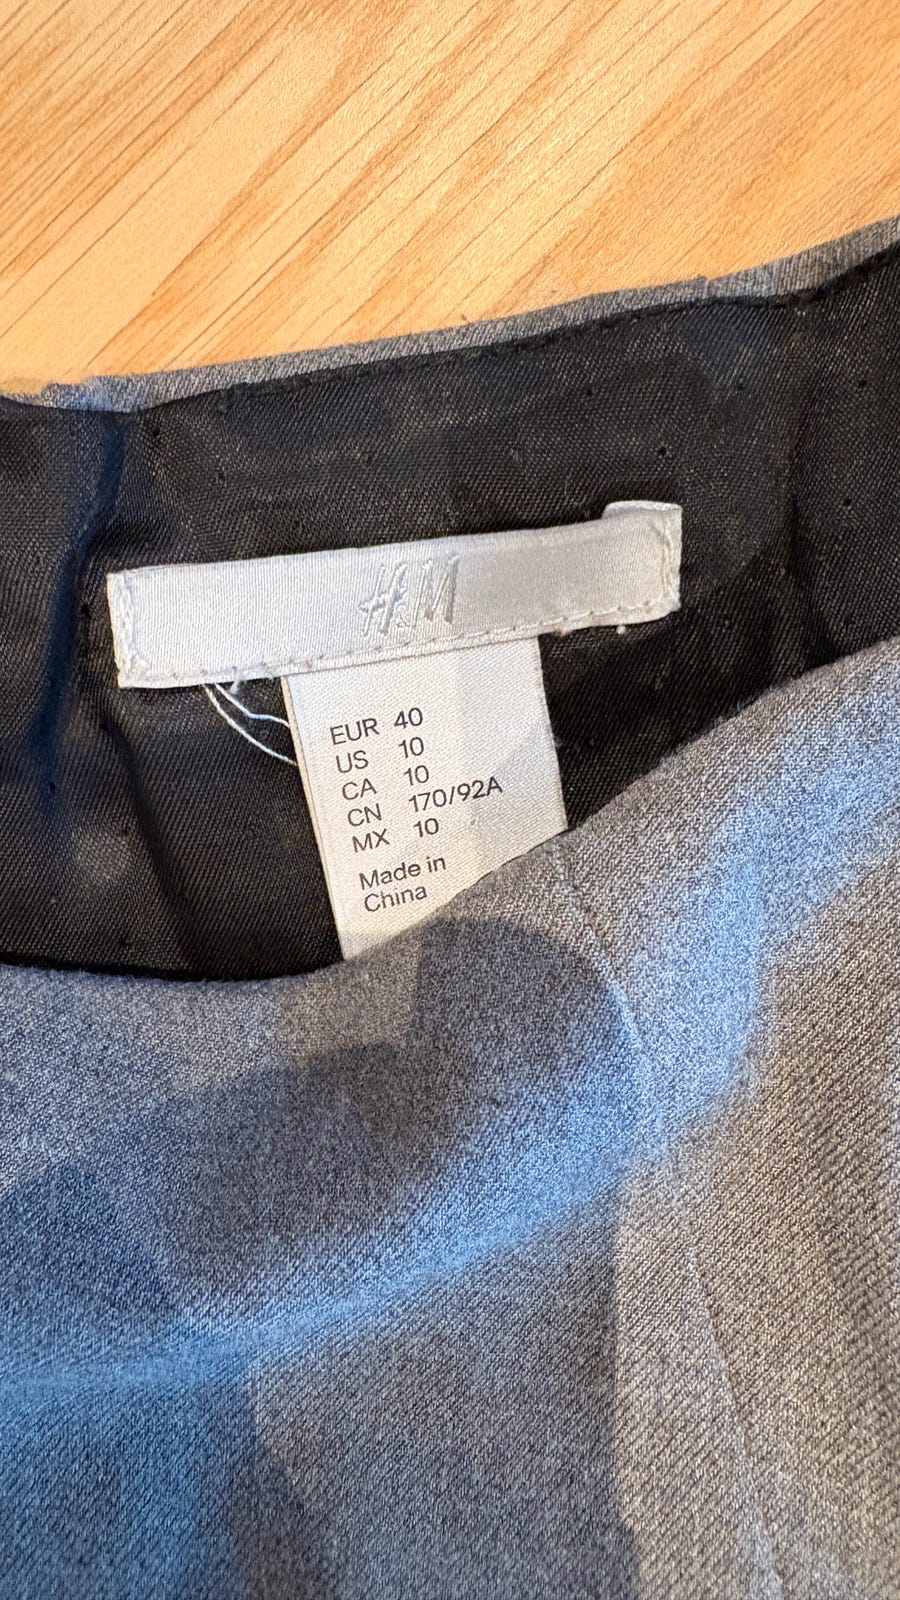 H&M
EUR 40
US 10
CA 10
CN 170/92A
MX 10
Made in
China